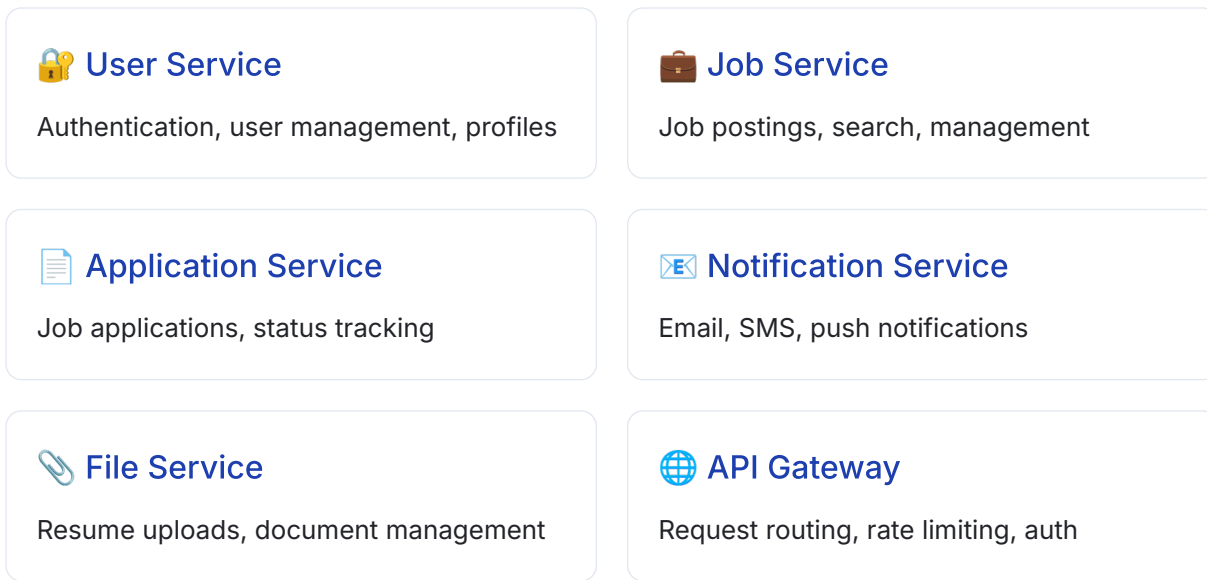 🔐 User Service
Authentication, user management, profiles
💼 Job Service
Job postings, search, management
📄 Application Service
Job applications, status tracking
📧 Notification Service
Email, SMS, push notifications
📎 File Service
Resume uploads, document management
🌐 API Gateway
Request routing, rate limiting, auth